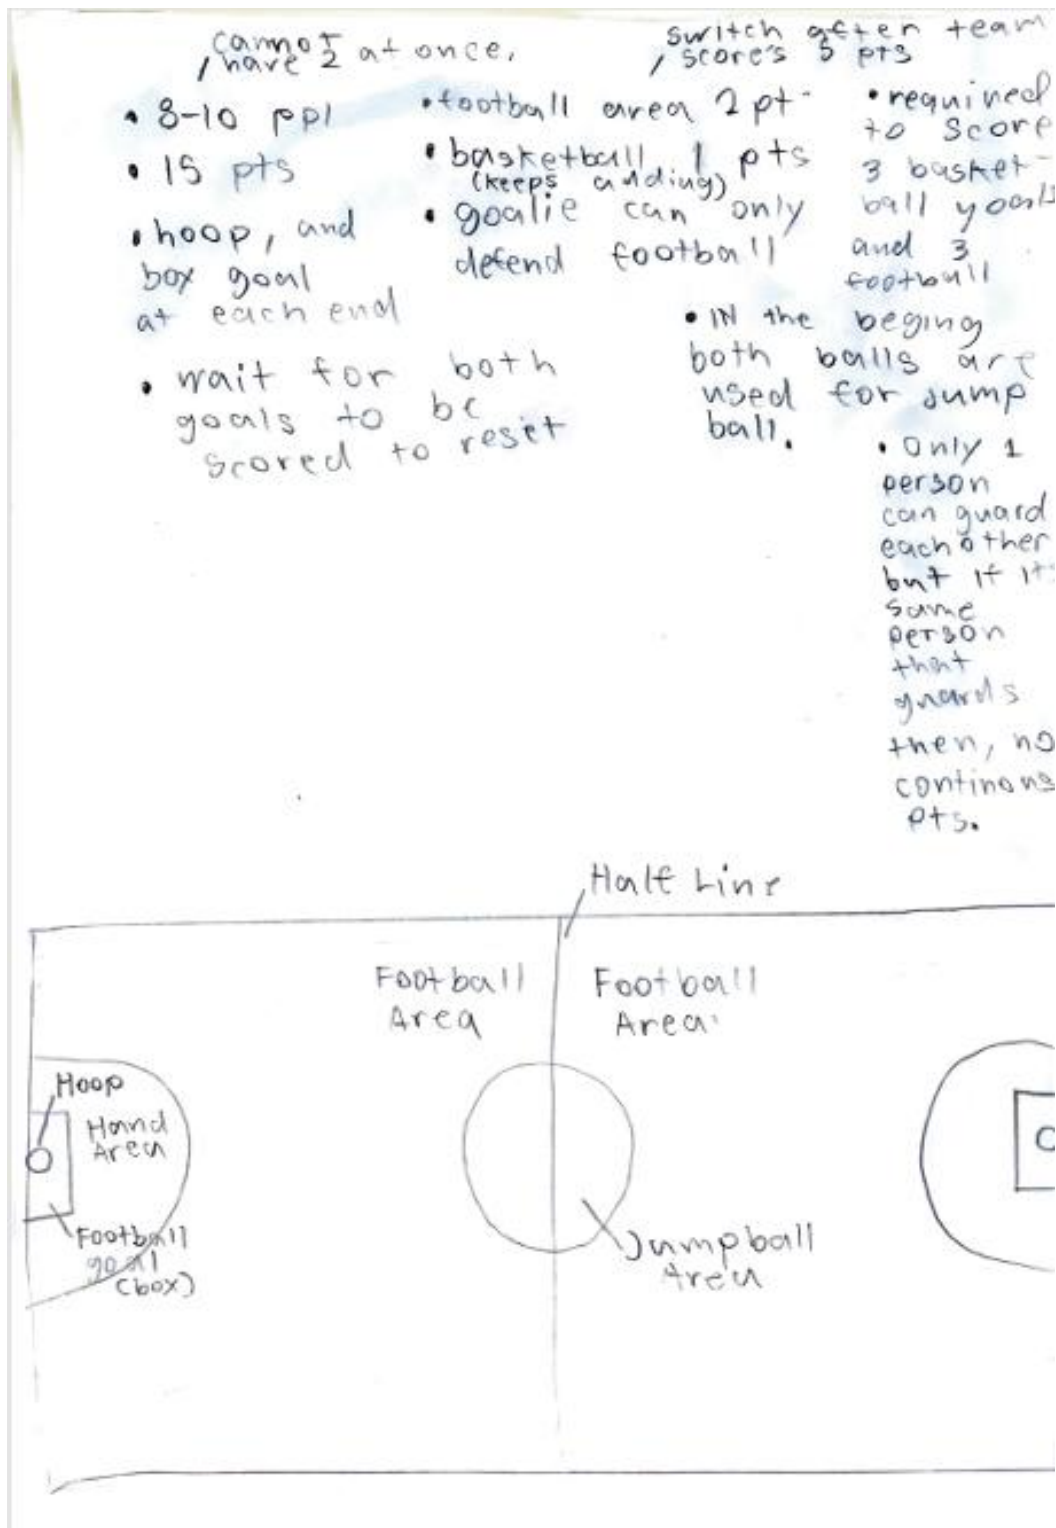 , cannot
have 2 at once.
switch after team
, score's 5 pts
• 8-10 ppl
• 15 pts
• hoop, and
box goal
at each end
• wait for both
goals to be
scored to reset
• football area 2 pt
• basketball 1 pts
(keeps adding)
• goalie can only
defend football
• required
to score
3 basket-
ball goals
and 3
football
• IN the beging
both balls are
used for Jump
ball.
• Only 1
person
can guard
each other
but if it
same
person
that
guards
then, no
continous
pts.
Half Line
Football
Area
Football
Area
Hoop
Hand
Area
Football
goal
(box)
Jumpball
Area